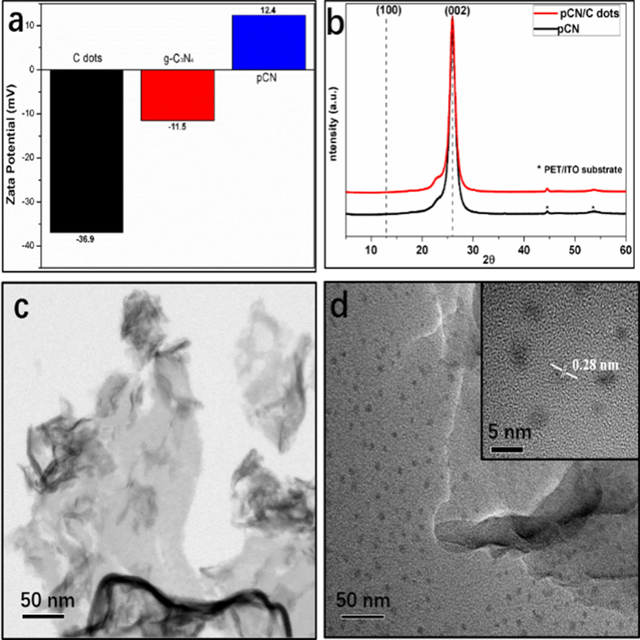 a
Zata Potential (mV)
10
0
-10
-20
-30
-40
C dots
-36.9
g-C₃N₄
-11.5
12.4
pCN
b
(100)
(002)
pCN/C dots
pCN
* PET/ITO substrate
* *
ntensity (a.u.)
10 20 30 40 50 60
2θ
c
50 nm
d
0.28 nm
5 nm
50 nm